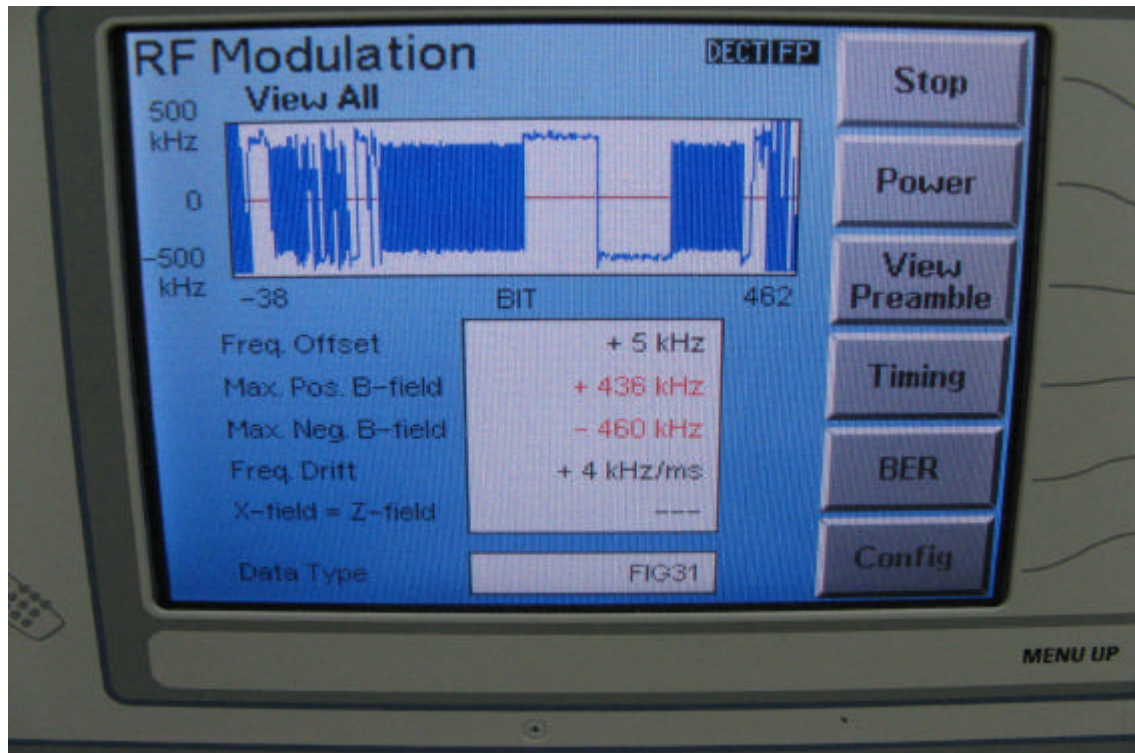 RF Modulation DECT FP
View All
500
kHz
0
-500
kHz
-38 BIT 462
Freq. Offset + 5 kHz
Max. Pos. B-field + 436 kHz
Max. Neg. B-field - 460 kHz
Freq. Drift + 4 kHz/ms
X-field = Z-field ---
Data Type FIG31
Stop
Power
View
Preamble
Timing
BER
Config
MENU UP